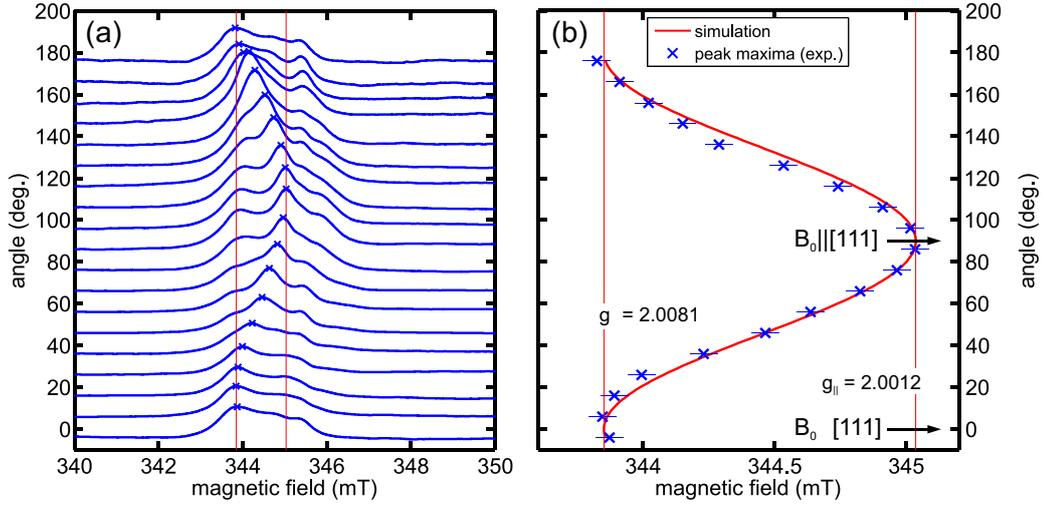 (a)
angle (deg.)
200
180
160
140
120
100
80
60
40
20
0
340 342 344 346 348 350
magnetic field (mT)
(b)
simulation
peak maxima (exp.)
B₀||[111]
g = 2.0081
g|| = 2.0012
B₀ [111]
200
180
160
140
120
100
80
60
40
20
0
angle (deg.)
344 344.5 345
magnetic field (mT)